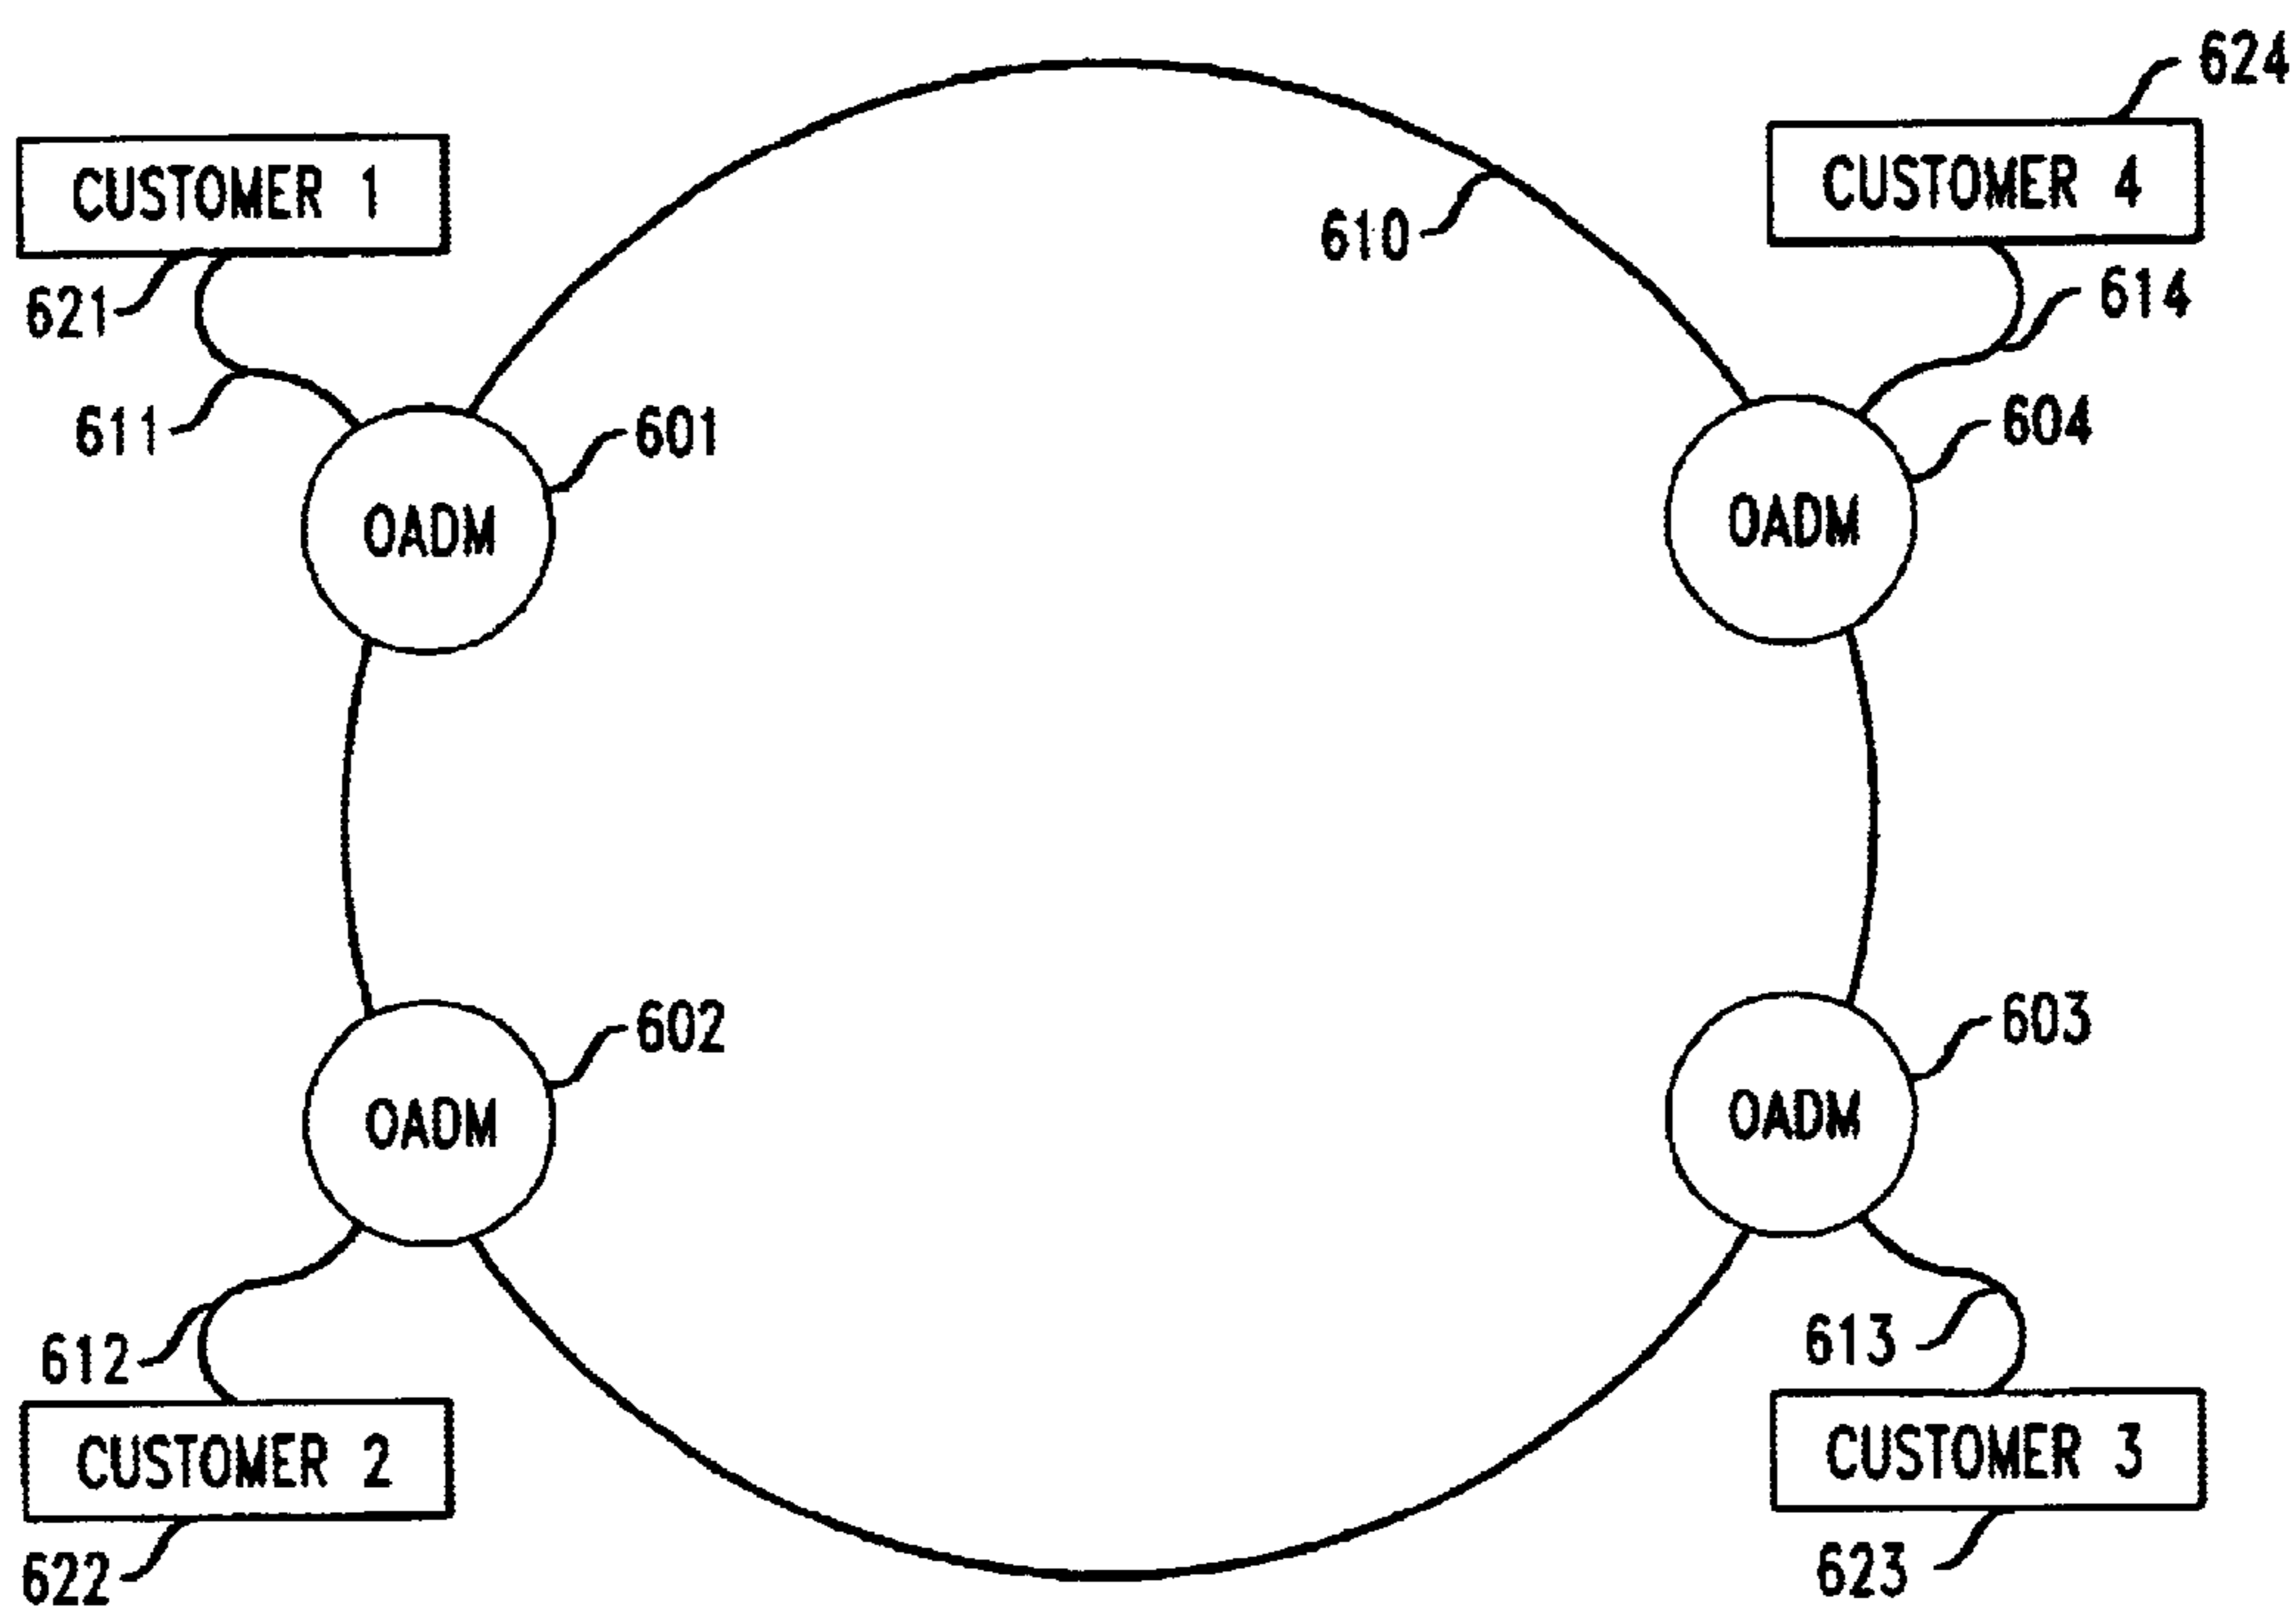 624
CUSTOMER 1
CUSTOMER 4
610
621
614
611
601
604
OADM
OADM
602
603
OADM
OADM
612
613
CUSTOMER 2
CUSTOMER 3
622
623